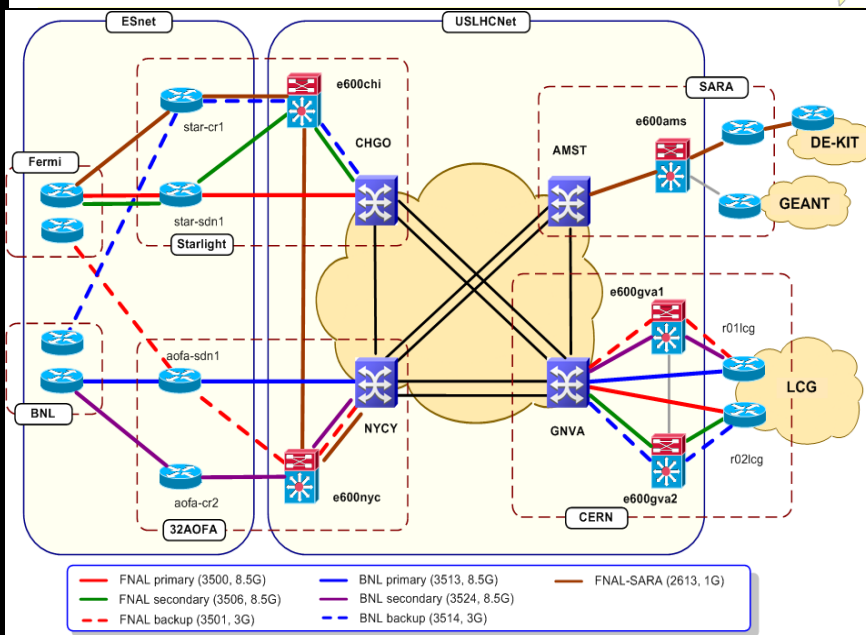 ESnet
USLHCNet
e600chi
SARA
star-cr1
CHGO
AMST
e600ams
DE-KIT
Fermi
GEANT
star-sdn1
Starlight
e600gva1
r01lcg
aofa-sdn1
LCG
BNL
NYCY
GNVA
r02lcg
aofa-cr2
e600nyc
e600gva2
32AOFA
CERN
FNAL primary (3500, 8.5G)
BNL primary (3513, 8.5G)
FNAL-SARA (2613, 1G)
FNAL secondary (3506, 8.5G)
BNL secondary (3524, 8.5G)
FNAL backup (3501, 3G)
BNL backup (3514, 3G)